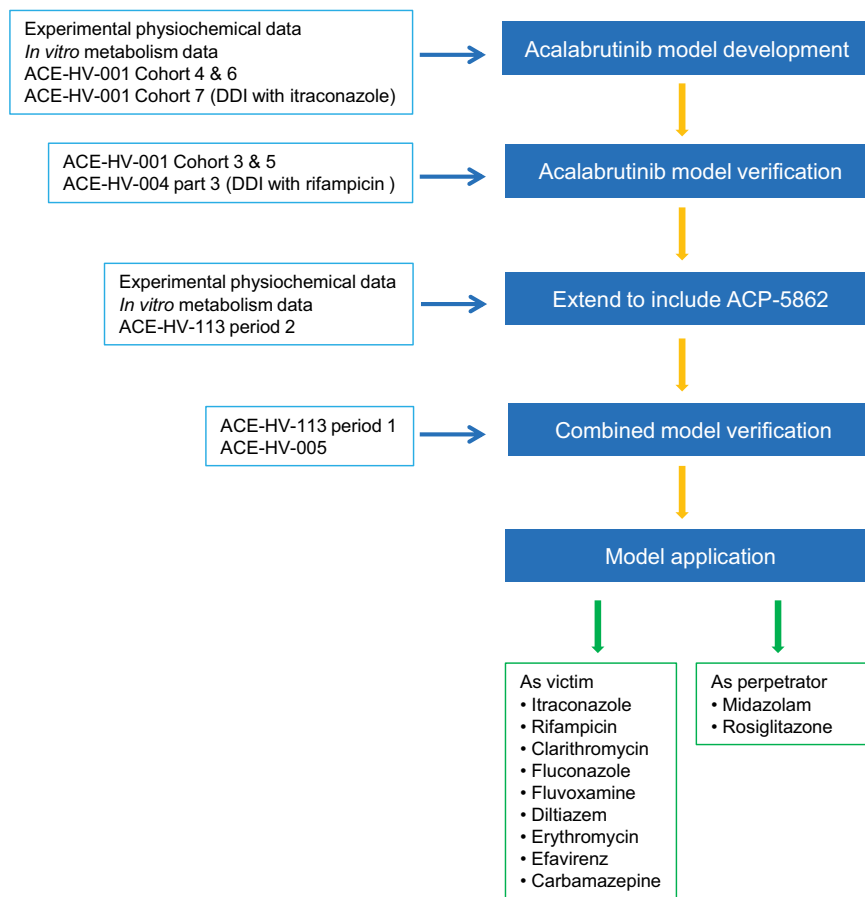 Experimental physiochemical data
In vitro metabolism data
ACE-HV-001 Cohort 4 & 6
ACE-HV-001 Cohort 7 (DDI with itraconazole)
Acalabrutinib model development
ACE-HV-001 Cohort 3 & 5
ACE-HV-004 part 3 (DDI with rifampicin )
Acalabrutinib model verification
Experimental physiochemical data
In vitro metabolism data
ACE-HV-113 period 2
Extend to include ACP-5862
ACE-HV-113 period 1
ACE-HV-005
Combined model verification
Model application
As victim
• Itraconazole
• Rifampicin
• Clarithromycin
• Fluconazole
• Fluvoxamine
• Diltiazem
• Erythromycin
• Efavirenz
• Carbamazepine
As perpetrator
• Midazolam
• Rosiglitazone